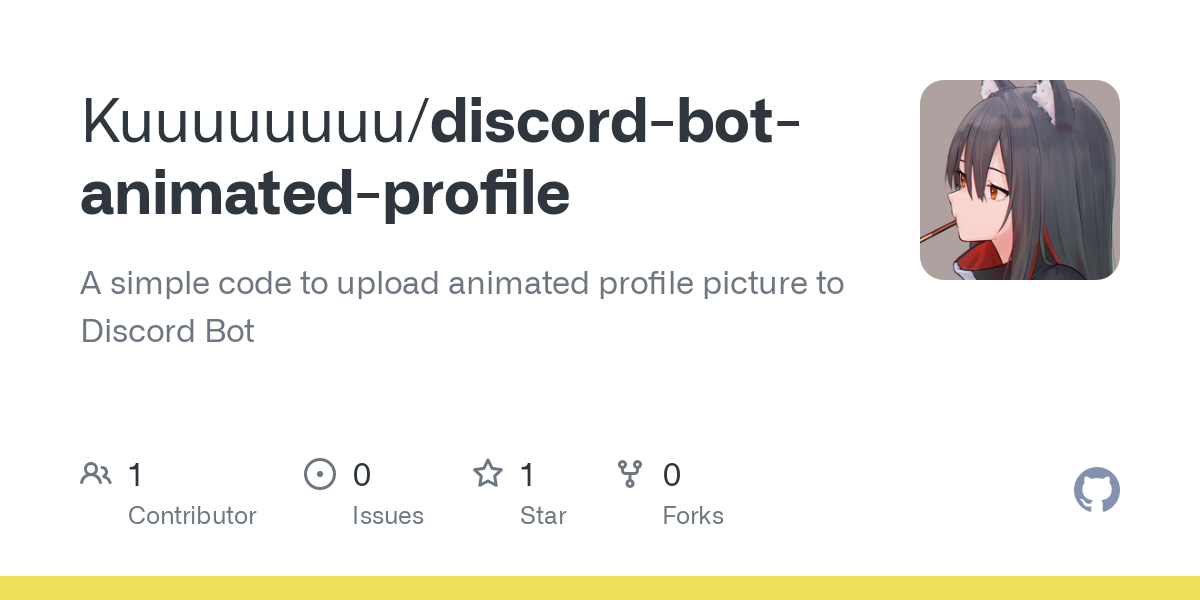 Kuuuuuuuu/discord-bot-
animated-profile
A simple code to upload animated profile picture to
Discord Bot
1 0 1 0
Contributor Issues Star Forks